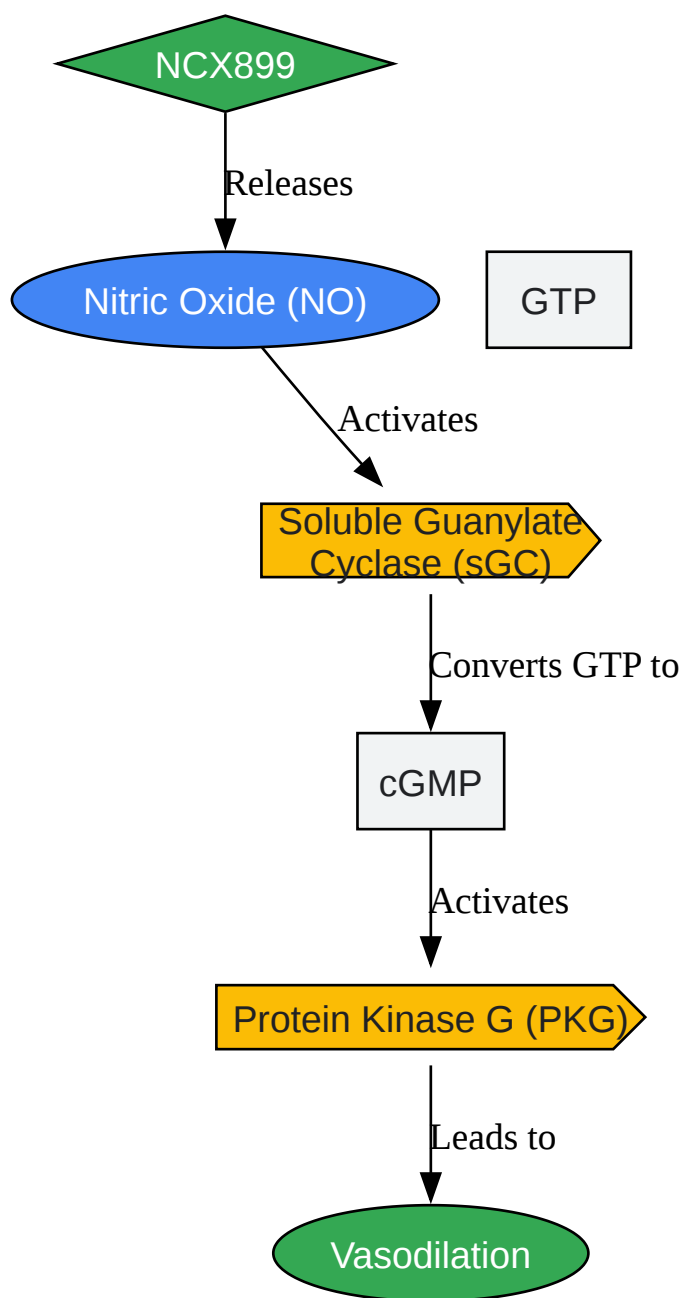 NCX899
Releases
Nitric Oxide (NO)
GTP
Activates
Soluble Guanylate
Cyclase (sGC)
Converts GTP to
cGMP
Activates
Protein Kinase G (PKG)
Leads to
Vasodilation